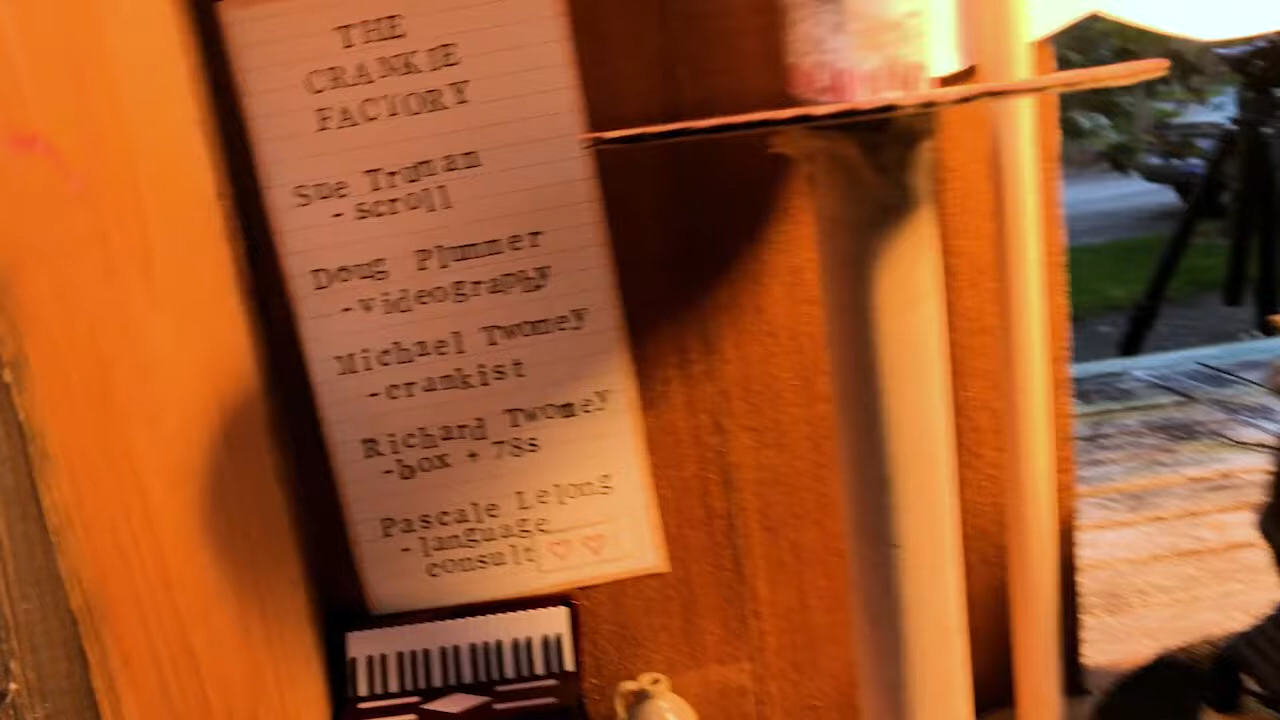 THE
CRANKIE
FACTORY
Sue Truman
- scroll
Doug Plummer
- videography
Michael Twomey
- crankist
Richard Twomey
- box + 78s
Pascale Lelong
- language
consult